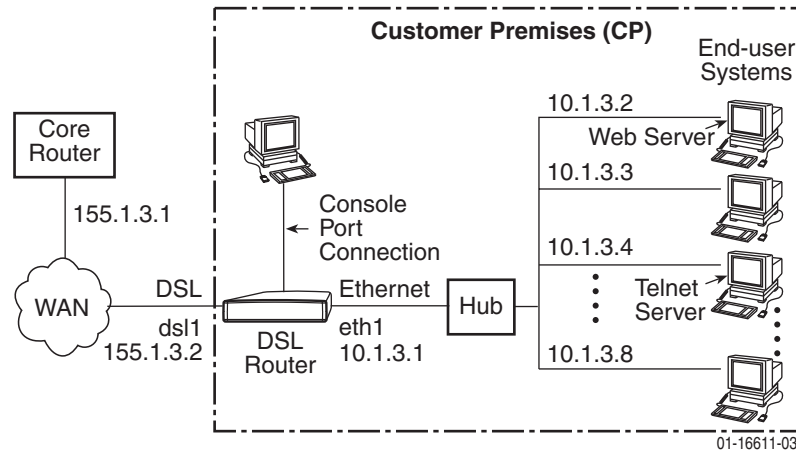 Customer Premises (CP)
End-user
Systems
Core
Router
155.1.3.1
WAN
DSL
dsl1
155.1.3.2
Console
Port
Connection
DSL
Router
Ethernet
eth1
10.1.3.1
Hub
10.1.3.2
Web Server
10.1.3.3
10.1.3.4
Telnet
Server
10.1.3.8
01-16611-03